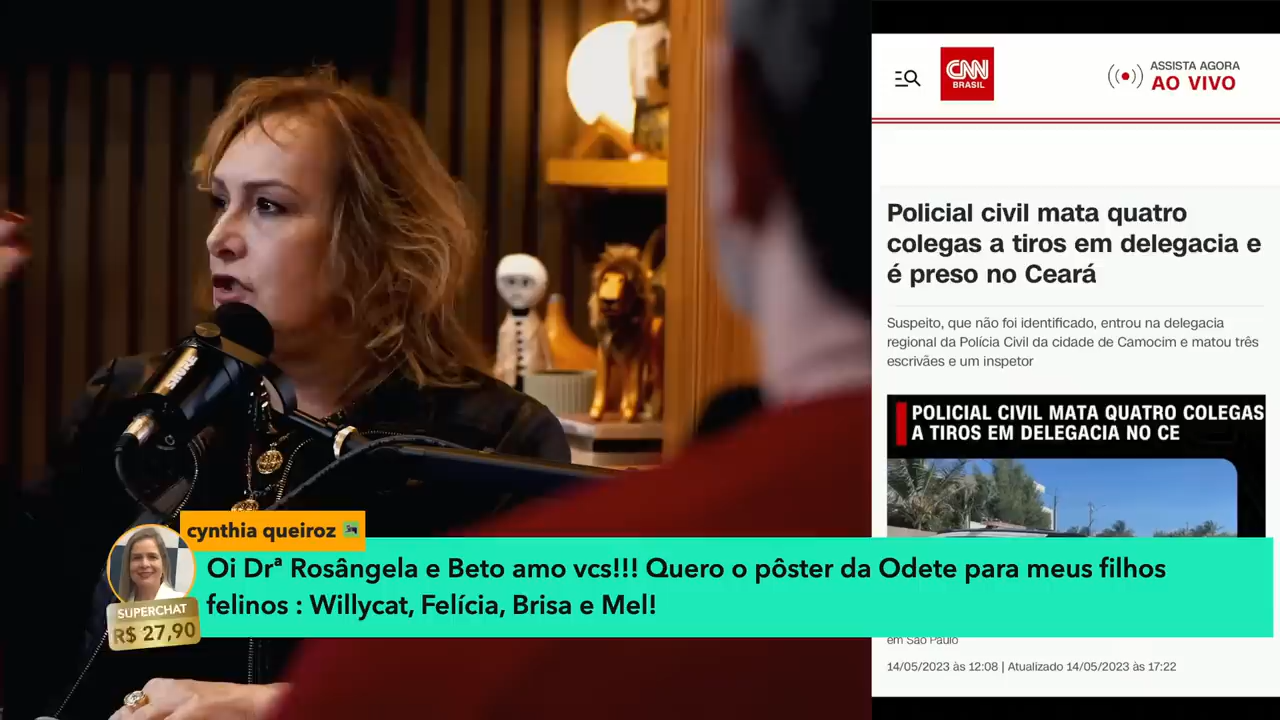 CNN
BRASIL
ASSISTA AGORA
AO VIVO
Policial civil mata quatro
colegas a tiros em delegacia e
é preso no Ceará
Suspeito, que não foi identificado, entrou na delegacia
regional da Polícia Civil da cidade de Camocim e matou três
escrivães e um inspetor
POLICIAL CIVIL MATA QUATRO COLEGAS
A TIROS EM DELEGACIA NO CE
SHURE
cynthia queiroz
Oi Drª Rosângela e Beto amo vcs!!! Quero o pôster da Odete para meus filhos
felinos : Willycat, Felícia, Brisa e Mel!
SUPERCHAT
R$ 27,90
em São Paulo
14/05/2023 às 12:08 | Atualizado 14/05/2023 às 17:22